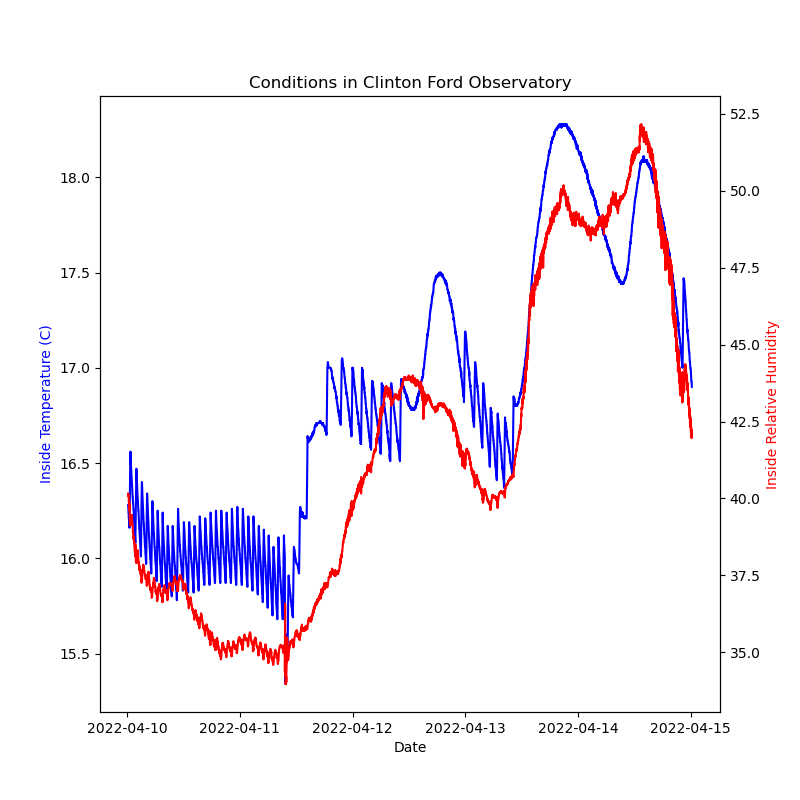 Conditions in Clinton Ford Observatory
Inside Temperature (C)
18.0
17.5
17.0
16.5
16.0
15.5
52.5
50.0
47.5
45.0
42.5
40.0
37.5
35.0
Inside Relative Humidity
2022-04-10 2022-04-11 2022-04-12 2022-04-13 2022-04-14 2022-04-15
Date